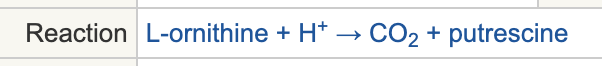 Reaction L-ornithine + H⁺ → CO₂ + putrescine